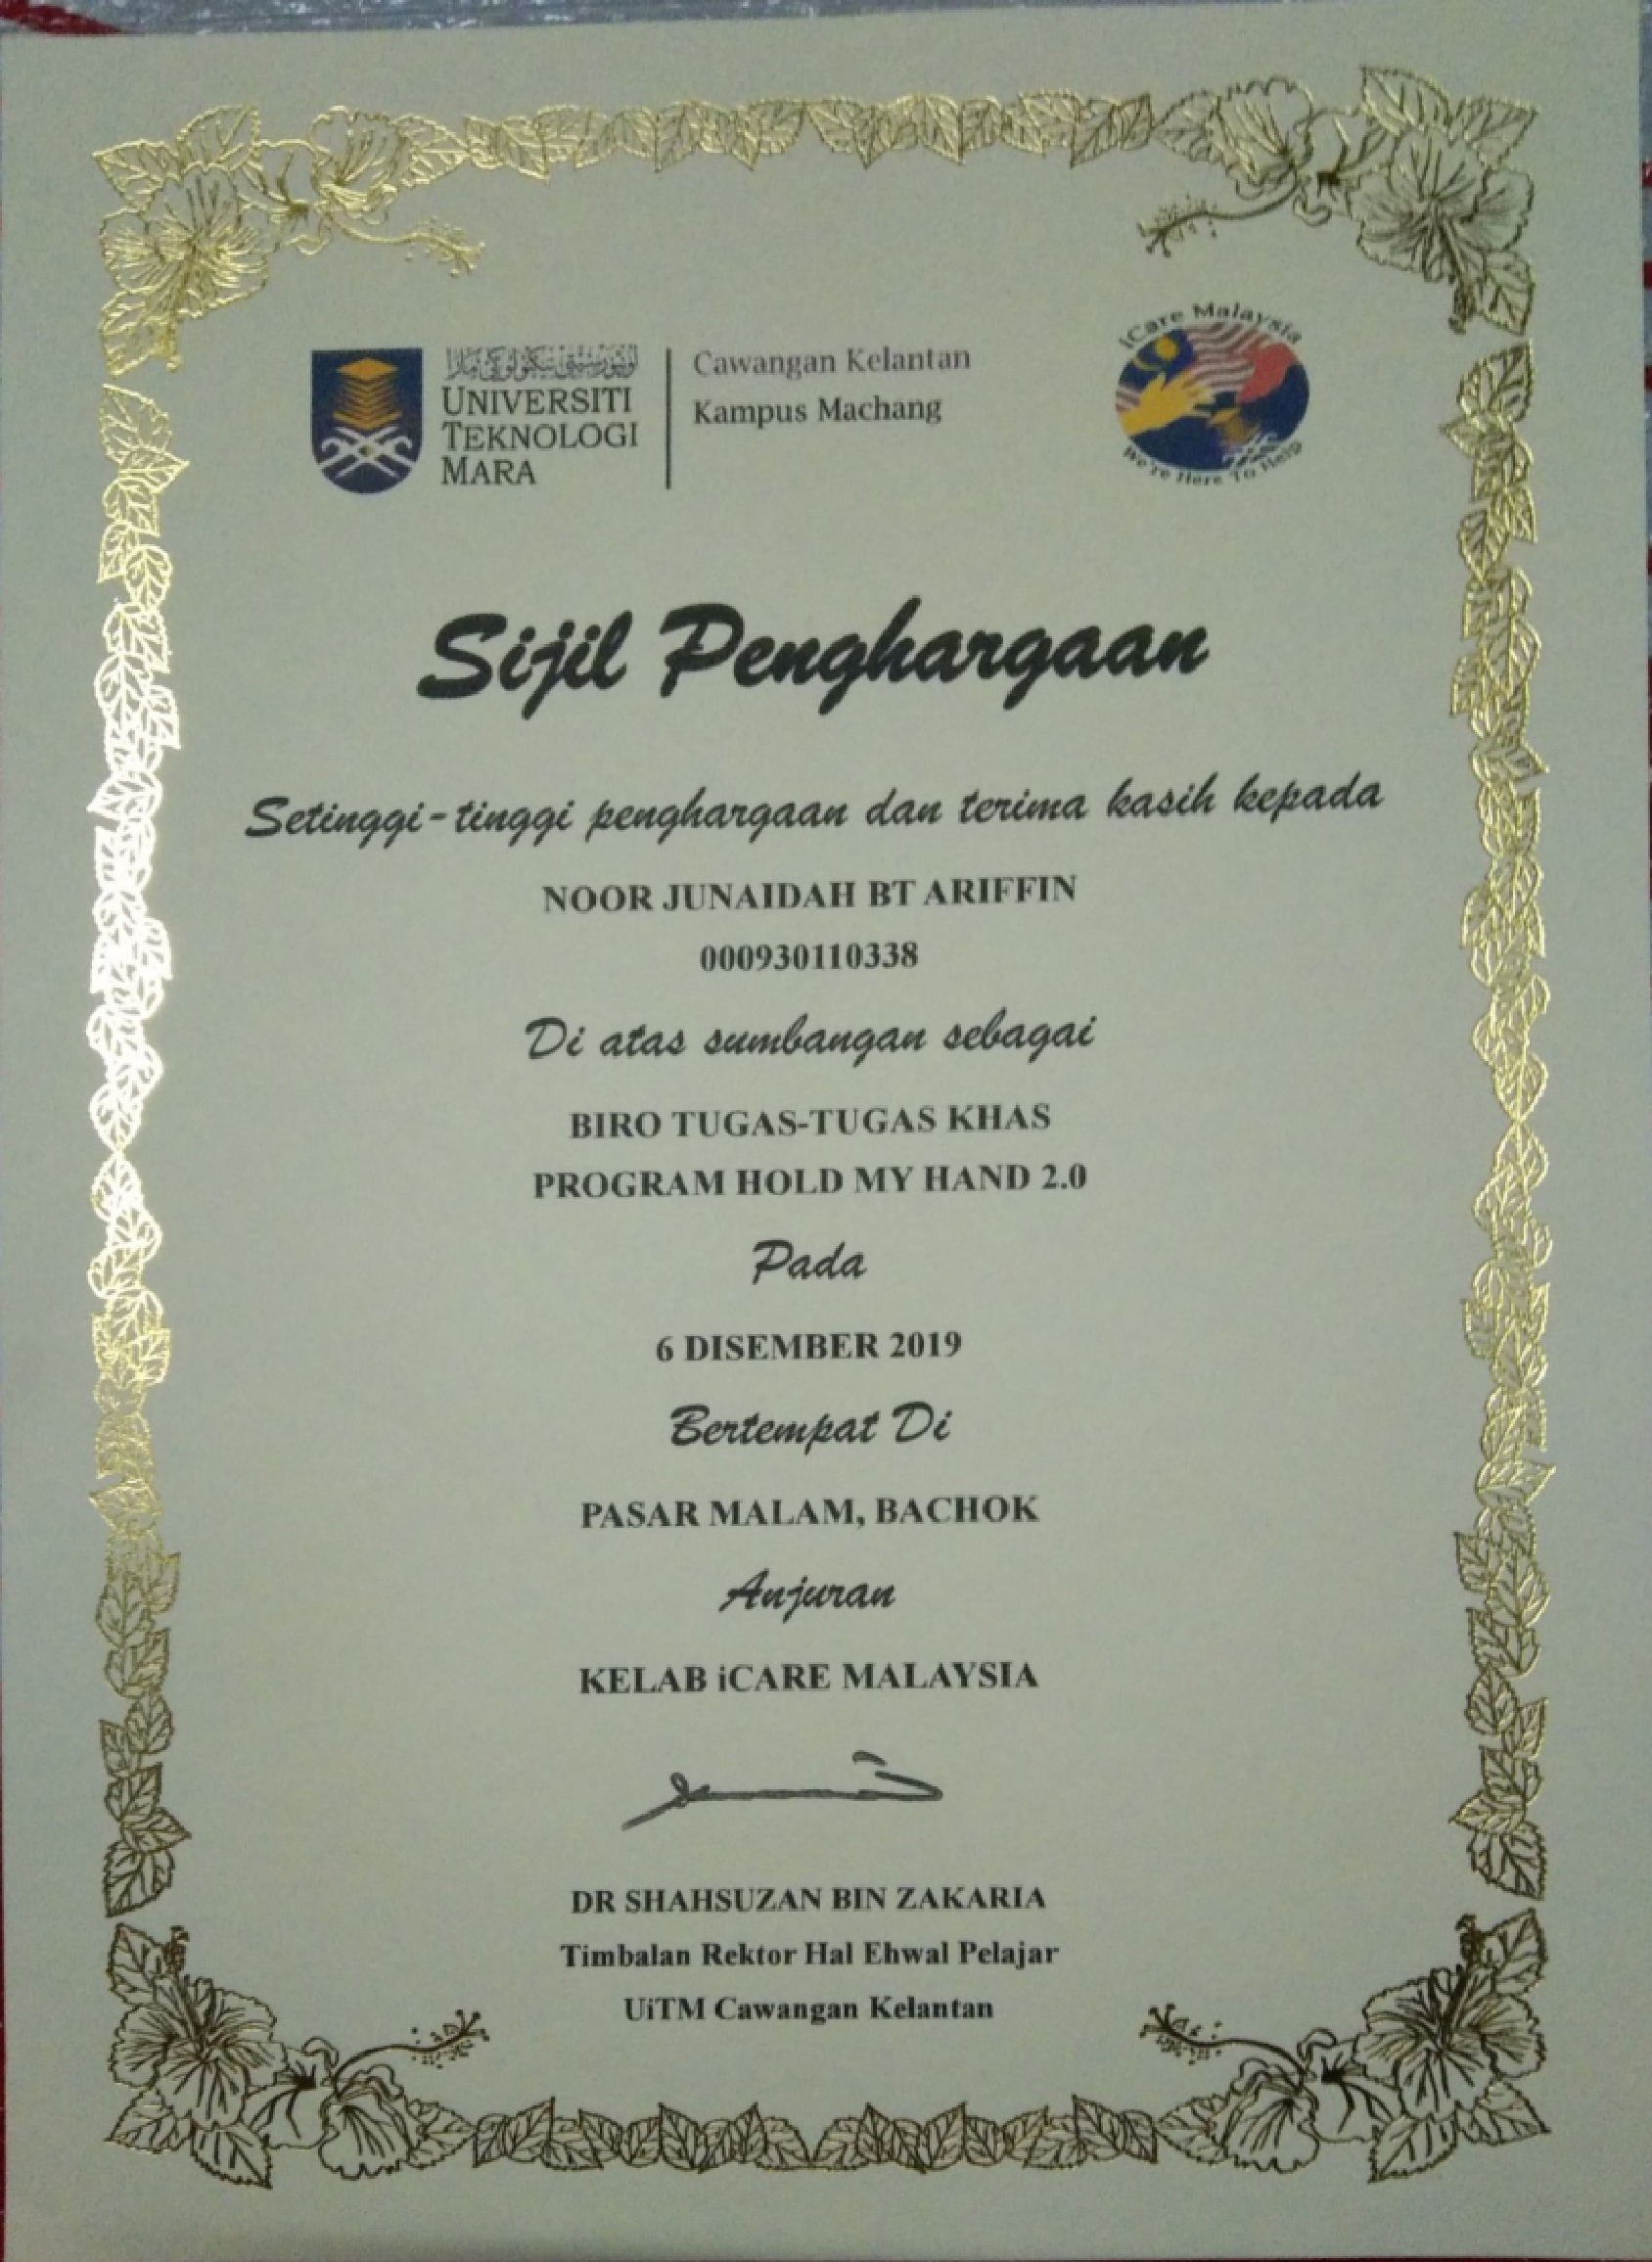 UNIVERSITI
TEKNOLOGI
MARA
Cawangan Kelantan
Kampus Machang
iCare Malaysia
We're Here To Help
Sijil Penghargaan
Setinggi-tinggi penghargaan dan terima kasih kepada
NOOR JUNAIDAH BT ARIFFIN
000930110338
Di atas sumbangan sebagai
BIRO TUGAS-TUGAS KHAS
PROGRAM HOLD MY HAND 2.0
Pada
6 DISEMBER 2019
Bertempat Di
PASAR MALAM, BACHOK
Anjuran
KELAB iCARE MALAYSIA
DR SHAHSUZAN BIN ZAKARIA
Timbalan Rektor Hal Ehwal Pelajar
UiTM Cawangan Kelantan